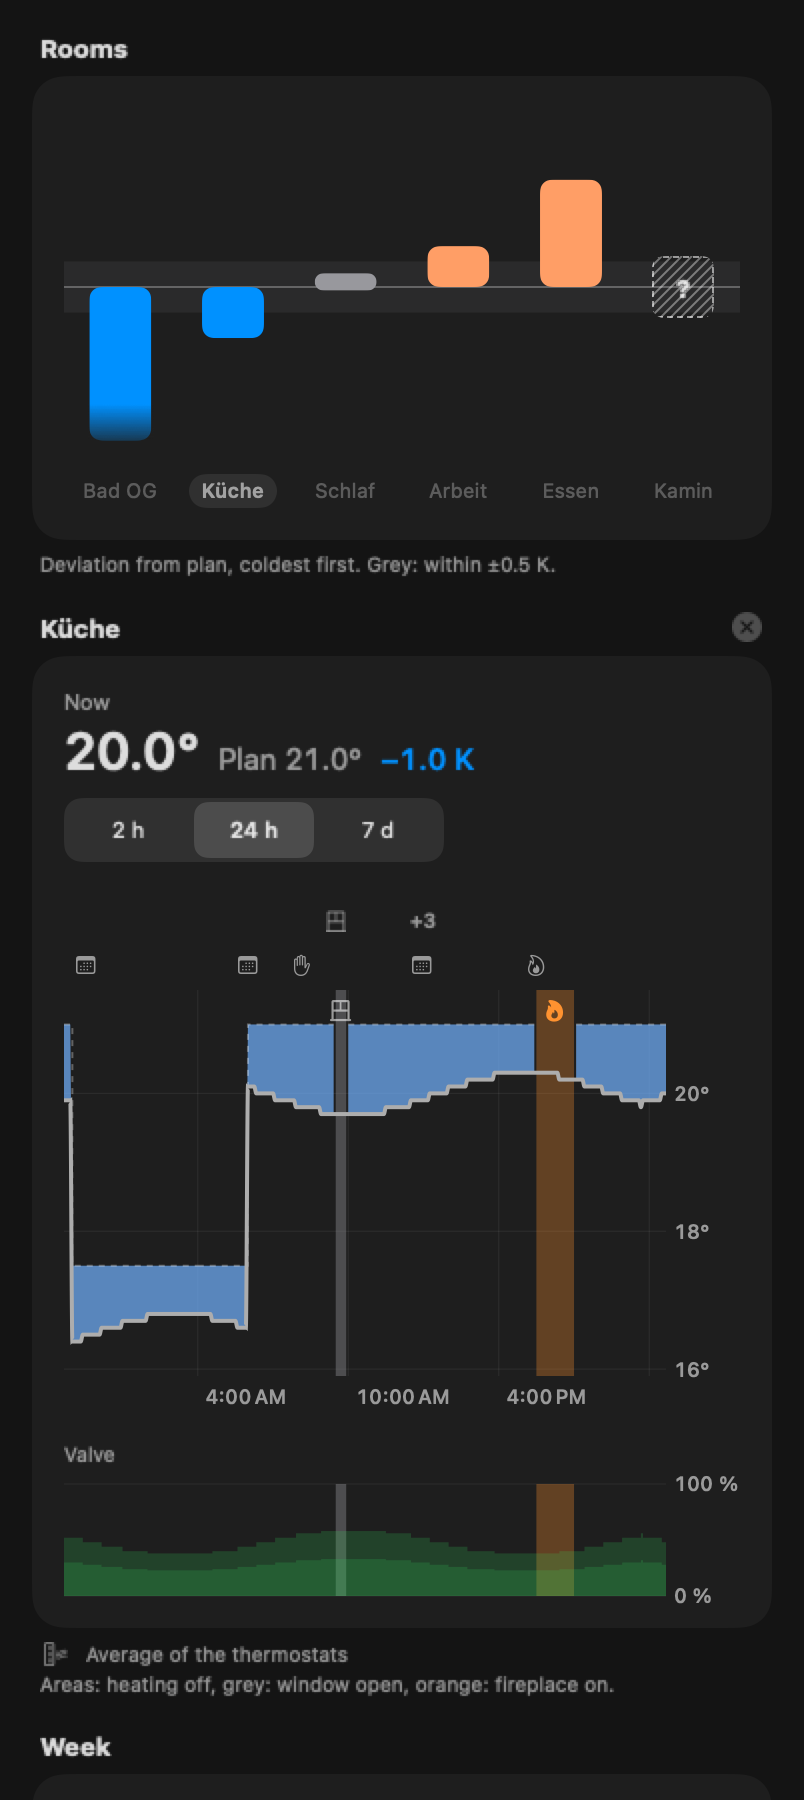 Rooms
?
Bad OG Küche Schlaf Arbeit Essen Kamin
Deviation from plan, coldest first. Grey: within ±0.5 K.
Küche
Now
20.0° Plan 21.0° −1.0 K
2 h 24 h 7 d
+3
20°
18°
16°
4:00 AM 10:00 AM 4:00 PM
Valve
100 %
0 %
Average of the thermostats
Areas: heating off, grey: window open, orange: fireplace on.
Week